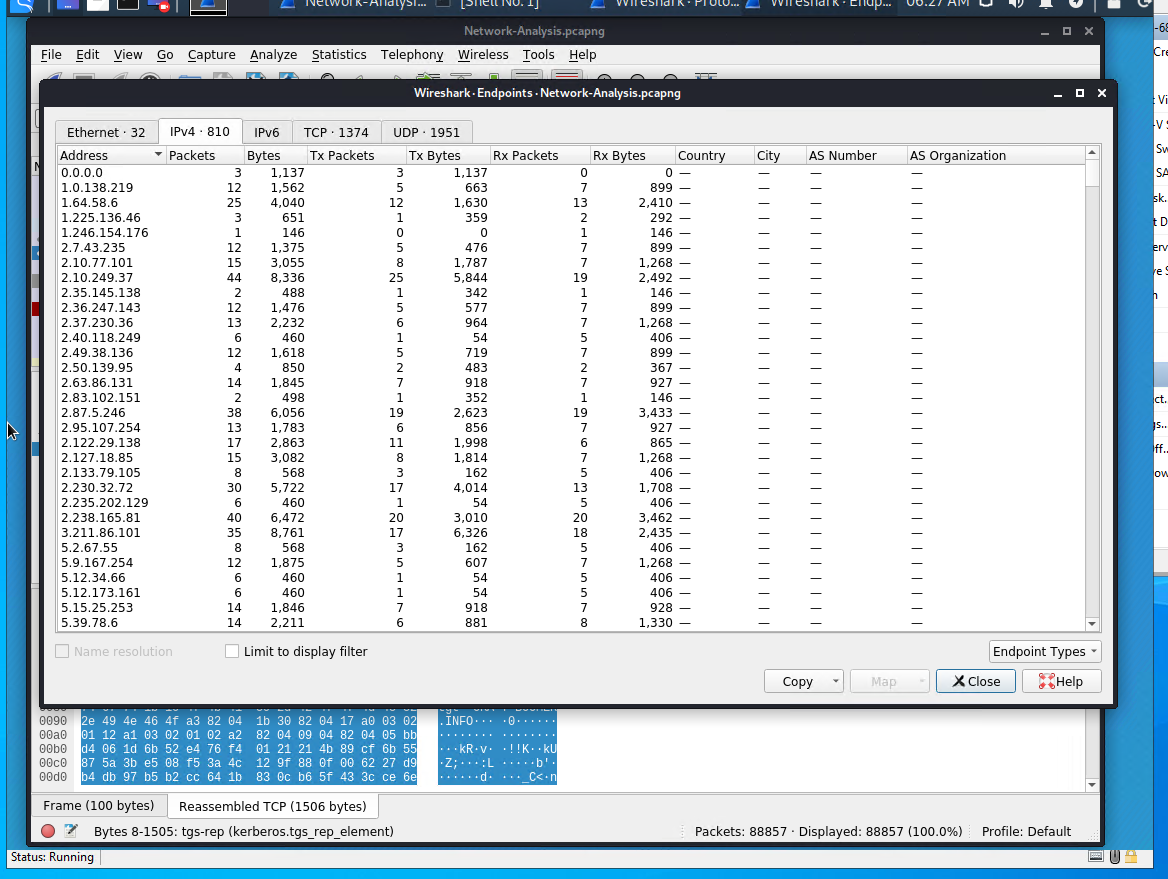 Network-Analysi... [Shell No. 1] Wireshark · Proto... Wireshark · Endp... 06:27 AM
Network-Analysis.pcapng
File Edit View Go Capture Analyze Statistics Telephony Wireless Tools Help
Wireshark · Endpoints · Network-Analysis.pcapng
Ethernet · 32 IPv4 · 810 IPv6 TCP · 1374 UDP · 1951
Address Packets Bytes Tx Packets Tx Bytes Rx Packets Rx Bytes Country City AS Number AS Organization
0.0.0.0 3 1,137 3 1,137 0 0 — — — —
1.0.138.219 12 1,562 5 663 7 899 — — — —
1.64.58.6 25 4,040 12 1,630 13 2,410 — — — —
1.225.136.46 3 651 1 359 2 292 — — — —
1.246.154.176 1 146 0 0 1 146 — — — —
2.7.43.235 12 1,375 5 476 7 899 — — — —
2.10.77.101 15 3,055 8 1,787 7 1,268 — — — —
2.10.249.37 44 8,336 25 5,844 19 2,492 — — — —
2.35.145.138 2 488 1 342 1 146 — — — —
2.36.247.143 12 1,476 5 577 7 899 — — — —
2.37.230.36 13 2,232 6 964 7 1,268 — — — —
2.40.118.249 6 460 1 54 5 406 — — — —
2.49.38.136 12 1,618 5 719 7 899 — — — —
2.50.139.95 4 850 2 483 2 367 — — — —
2.63.86.131 14 1,845 7 918 7 927 — — — —
2.83.102.151 2 498 1 352 1 146 — — — —
2.87.5.246 38 6,056 19 2,623 19 3,433 — — — —
2.95.107.254 13 1,783 6 856 7 927 — — — —
2.122.29.138 17 2,863 11 1,998 6 865 — — — —
2.127.18.85 15 3,082 8 1,814 7 1,268 — — — —
2.133.79.105 8 568 3 162 5 406 — — — —
2.230.32.72 30 5,722 17 4,014 13 1,708 — — — —
2.235.202.129 6 460 1 54 5 406 — — — —
2.238.165.81 40 6,472 20 3,010 20 3,462 — — — —
3.211.86.101 35 8,761 17 6,326 18 2,435 — — — —
5.2.67.55 8 568 3 162 5 406 — — — —
5.9.167.254 12 1,875 5 607 7 1,268 — — — —
5.12.34.66 6 460 1 54 5 406 — — — —
5.12.173.161 6 460 1 54 5 406 — — — —
5.15.25.253 14 1,846 7 918 7 928 — — — —
5.39.78.6 14 2,211 6 881 8 1,330 — — — —
Name resolution Limit to display filter Endpoint Types
Copy Map Close Help
0090 2e 49 4e 46 4f a3 82 04 1b 30 82 04 17 a0 03 02 .INFO··· ·0······
00a0 01 12 a1 03 02 01 02 a2 82 04 09 04 82 04 05 bb ········ ········
00b0 d4 06 1d 6b 52 e4 76 f4 01 21 21 4b 89 cf 6b 55 ···kR·v· ·!!K··kU
00c0 87 5a 3b e5 08 f5 3a 4c 12 9f 88 0f 00 62 27 d9 ·Z;···:L ·····b'·
00d0 b4 db 97 b5 b2 cc 64 1b 83 0c b6 5f 43 3c ce 6e ······d· ···_C<·n
Frame (100 bytes) Reassembled TCP (1506 bytes)
Bytes 8-1505: tgs-rep (kerberos.tgs_rep_element) Packets: 88857 · Displayed: 88857 (100.0%) Profile: Default
Status: Running